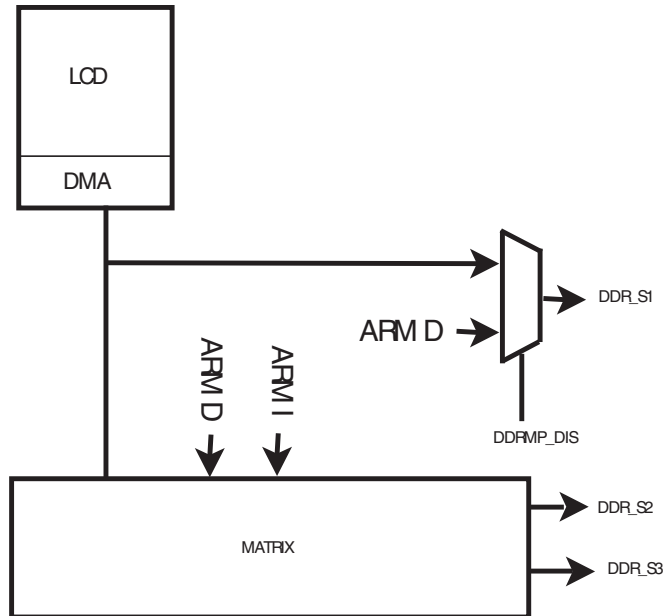 LCD
DMA
DDR_S1
ARM D
ARM D
ARM I
DDRMP_DIS
MATRIX
DDR_S2
DDR_S3